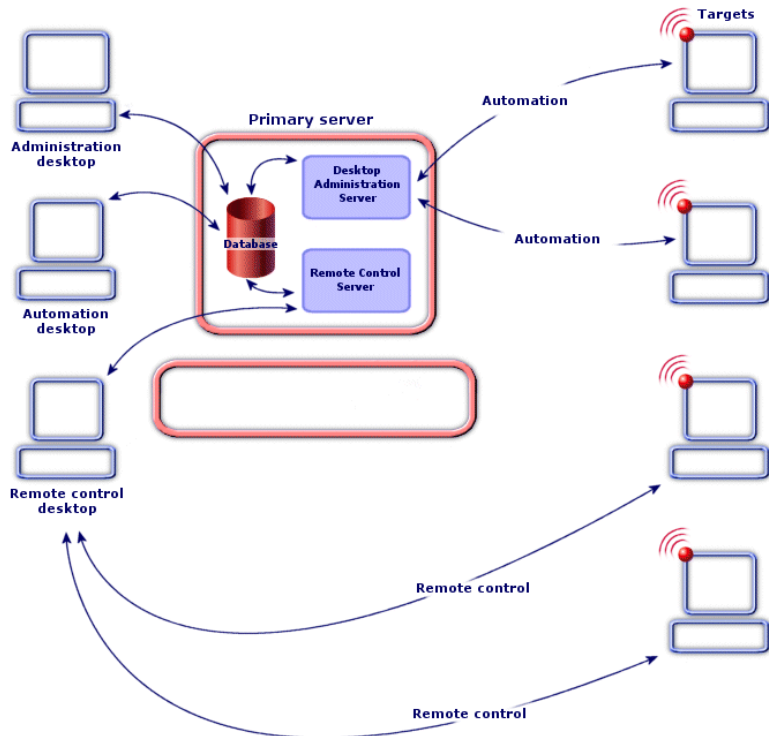 Targets
Automation
Primary server
Administration
desktop
Desktop
Administration
Server
Database
Automation
Remote Control
Server
Automation
desktop
Remote control
desktop
Remote control
Remote control